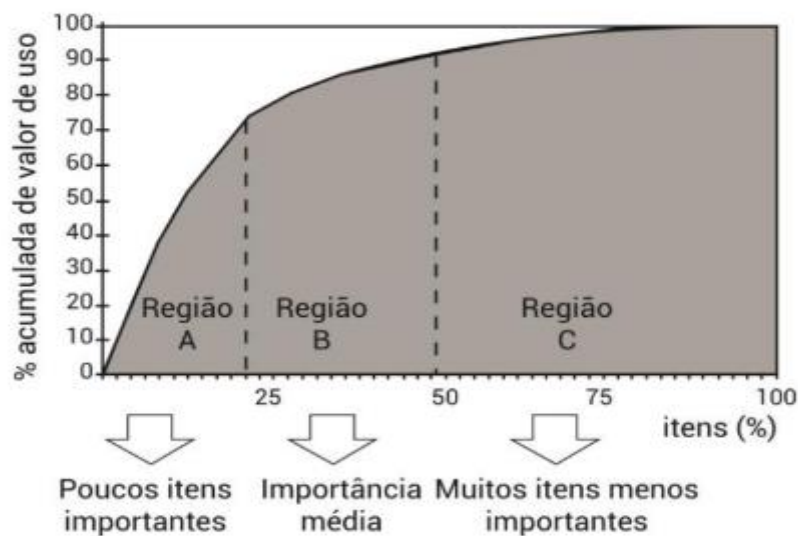 % acumulada de valor de uso
100
90
80
70
60
50
40
30
20
10
0
Região
A
Região
B
Região
C
25
50
75
100
itens (%)
Poucos itens
importantes
Importância
média
Muitos itens menos
importantes